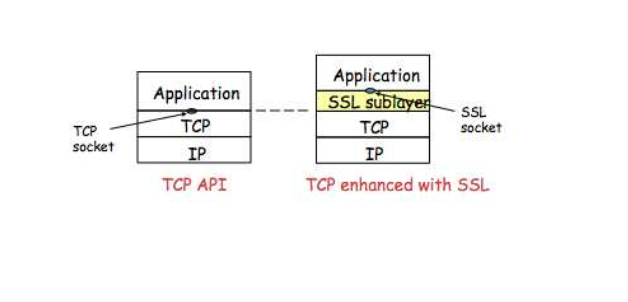 Application
TCP
IP
TCP
socket
TCP API
Application
SSL sublayer
TCP
IP
SSL
socket
TCP enhanced with SSL